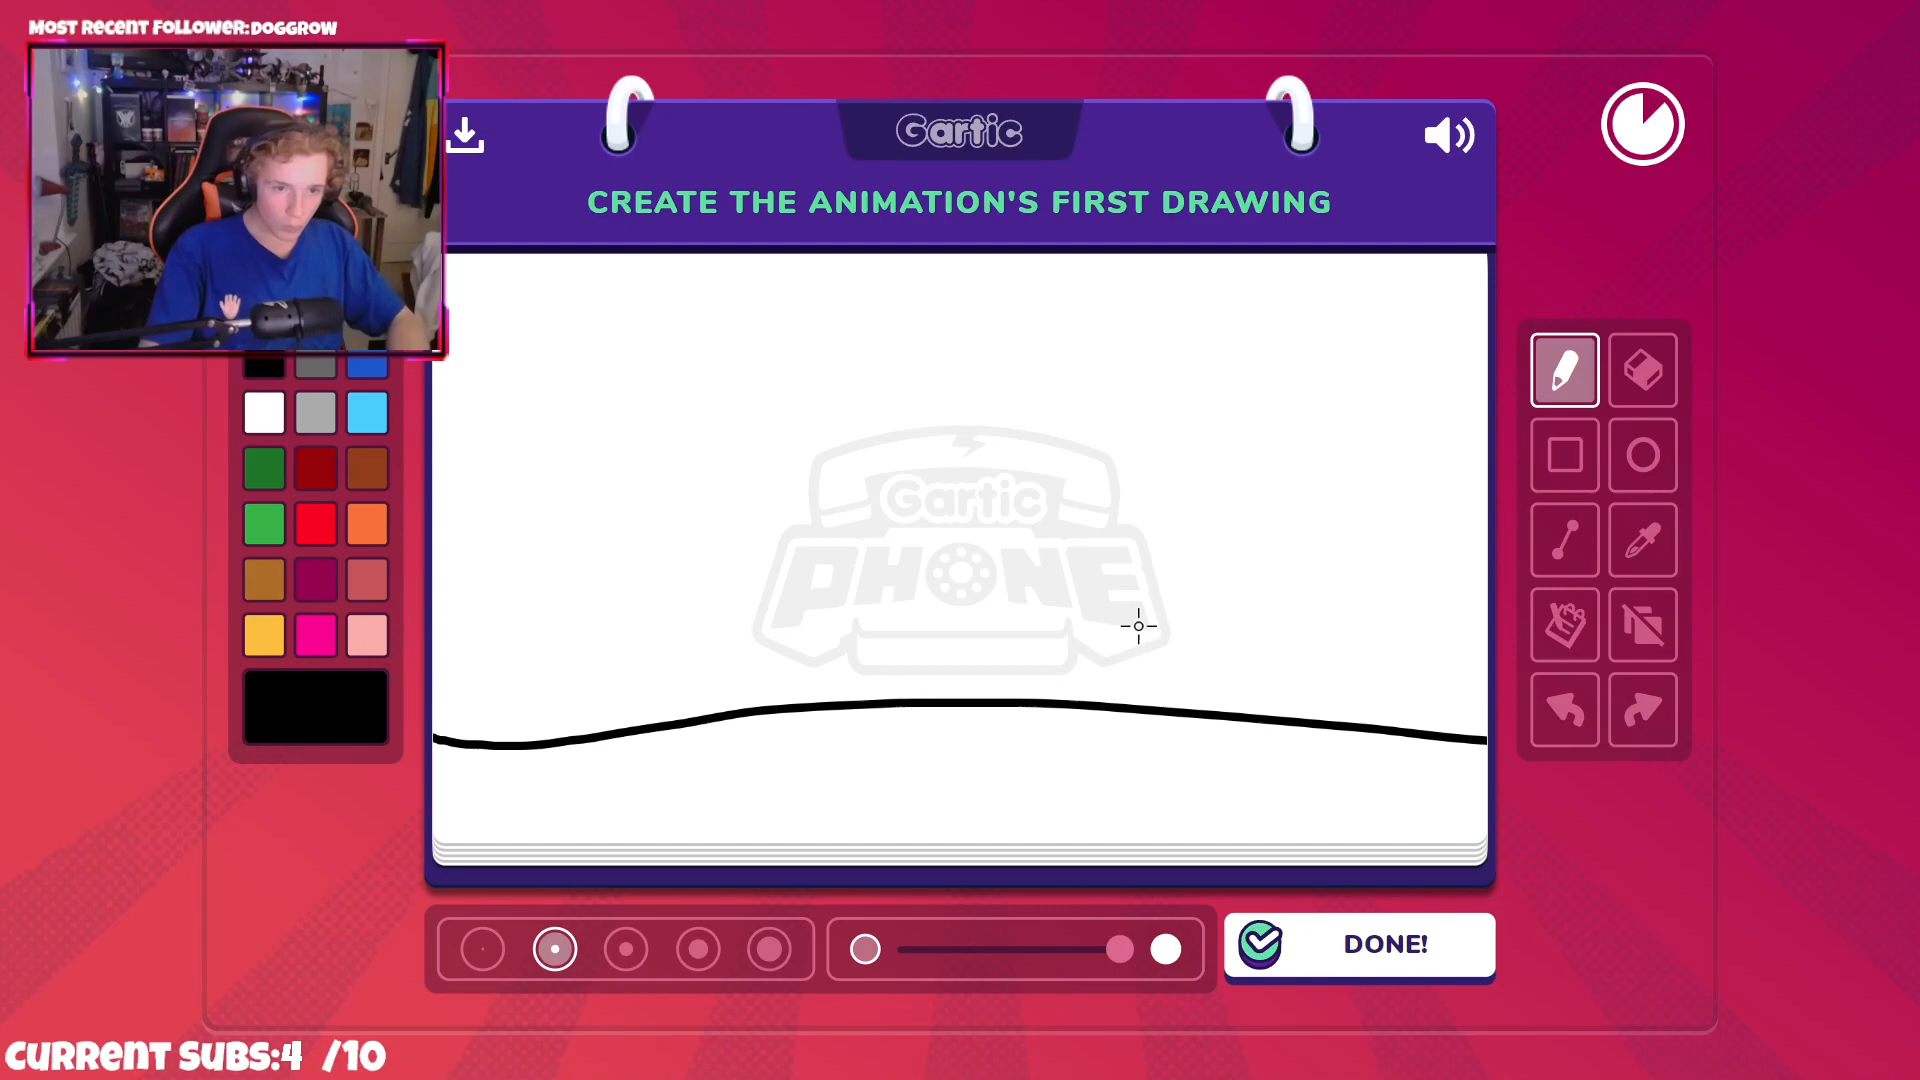 MOST RECENT FOLLOWER:DOGGROW
Gartic
CREATE THE ANIMATION'S FIRST DRAWING
Gartic
PHONE
DONE!
CURRENT SUBS:4 /10